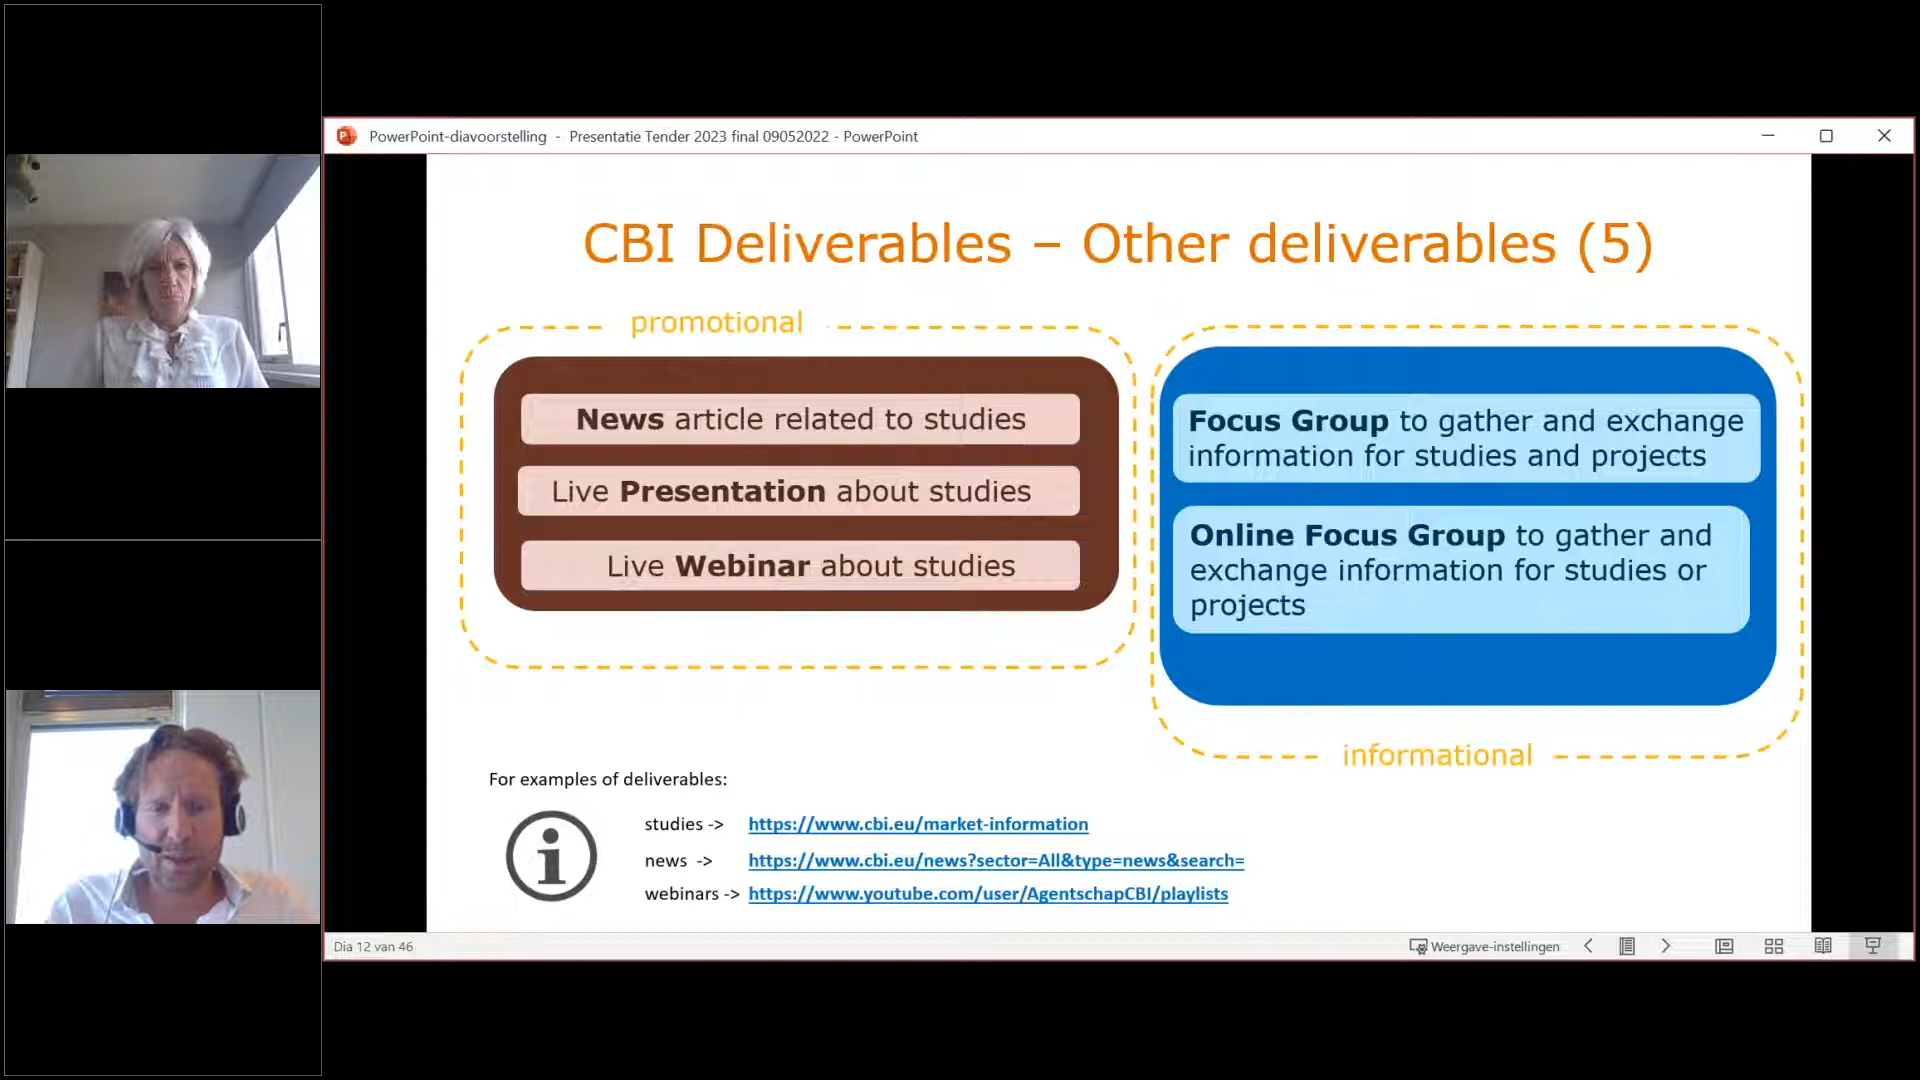 PowerPoint-diavoorstelling - Presentatie Tender 2023 final 09052022 - PowerPoint
CBI Deliverables – Other deliverables (5)
promotional
News article related to studies
Live Presentation about studies
Live Webinar about studies
Focus Group to gather and exchange
information for studies and projects
Online Focus Group to gather and
exchange information for studies or
projects
informational
For examples of deliverables:
studies -> https://www.cbi.eu/market-information
news -> https://www.cbi.eu/news?sector=All&type=news&search=
webinars -> https://www.youtube.com/user/AgentschapCBI/playlists
Dia 12 van 46
Weergave-instellingen